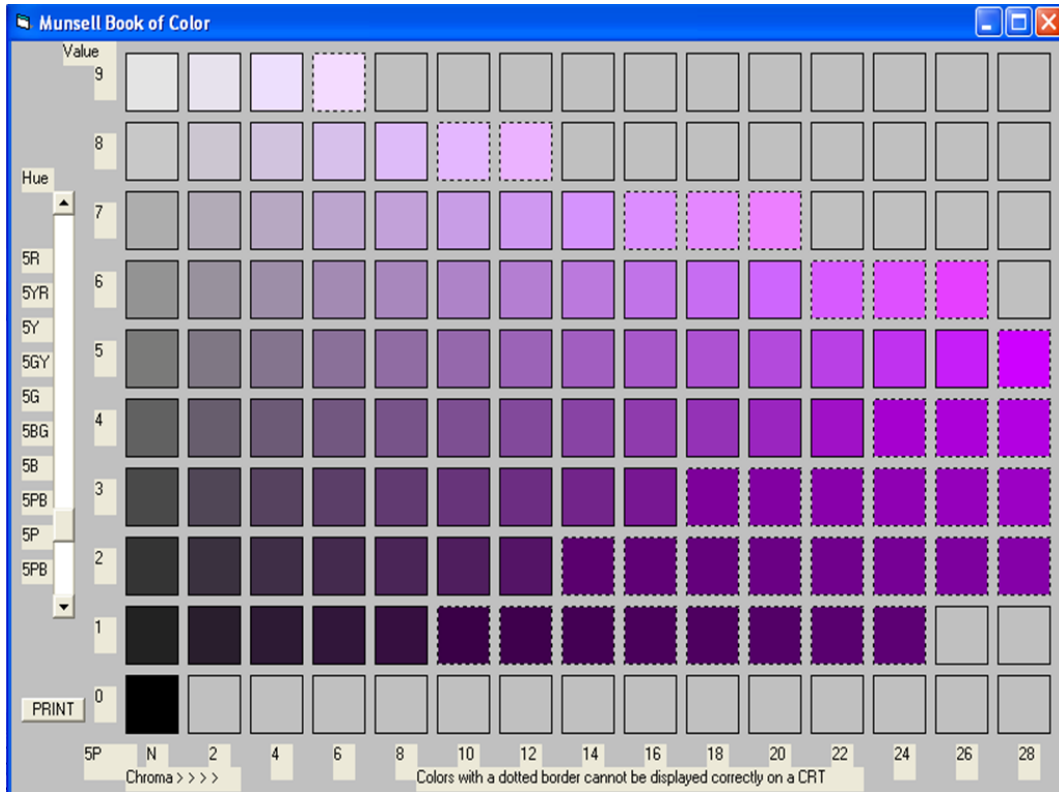 Munsell Book of Color
Value
9
8
Hue
7
5R
6
5YR
5Y
5
5GY
5G
4
5BG
5B
3
5PB
5P
2
5PB
1
0
PRINT
5P N 2 4 6 8 10 12 14 16 18 20 22 24 26 28
Chroma > > > > Colors with a dotted border cannot be displayed correctly on a CRT